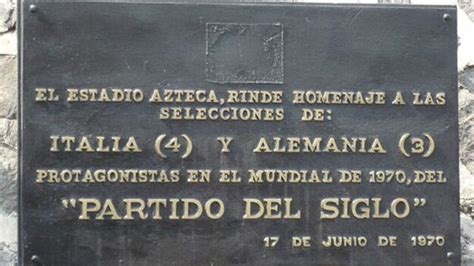 EL ESTADIO AZTECA, RINDE HOMENAJE A LAS
SELECCIONES DE:
ITALIA (4) Y ALEMANIA (3)
PROTAGONISTAS EN EL MUNDIAL DE 1970, DEL
"PARTIDO DEL SIGLO"
17 DE JUNIO DE 1970